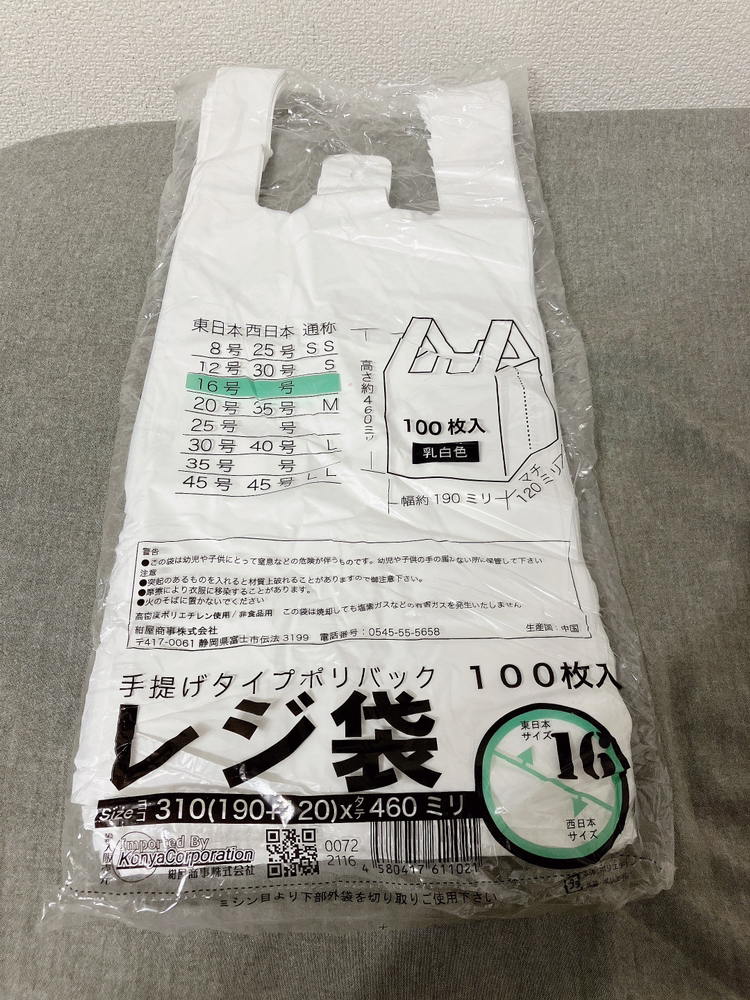 東日本 西日本 通称
8号 25号 SS
12号 30号 S
16号 号
20号 35号 M
25号 号
30号 40号 L
35号 号
45号 45号 LL
高さ約460ミリ
100枚入
乳白色
幅約190ミリ
マチ
120ミリ
警告
●この袋は幼児や子供にとって窒息などの危険が伴うものです。幼児や子供の手の届かない所に保管して下さい
注意
●突起のあるものを入れると材質上破れることがありますので御注意下さい。
●摩擦により衣服に移染することがあります。
●火のそばに置かないでください
高密度ポリエチレン使用/非食品用 この袋は焼却しても塩素ガスなどの有害ガスを発生いたしません
紺屋商事株式会社
〒417-0061 静岡県富士市伝法3199 電話番号:0545-55-5658 生産国:中国
手提げタイプポリバック 100枚入
レジ袋
東日本
サイズ
16
西日本
サイズ
Size ヨコ 310(190+120)xタテ 460ミリ
Imported By
KonyaCorporation
紺屋商事株式会社
0072
2116
4 580417 611021
ミシン目より下部外袋を切り取りご使用下さい